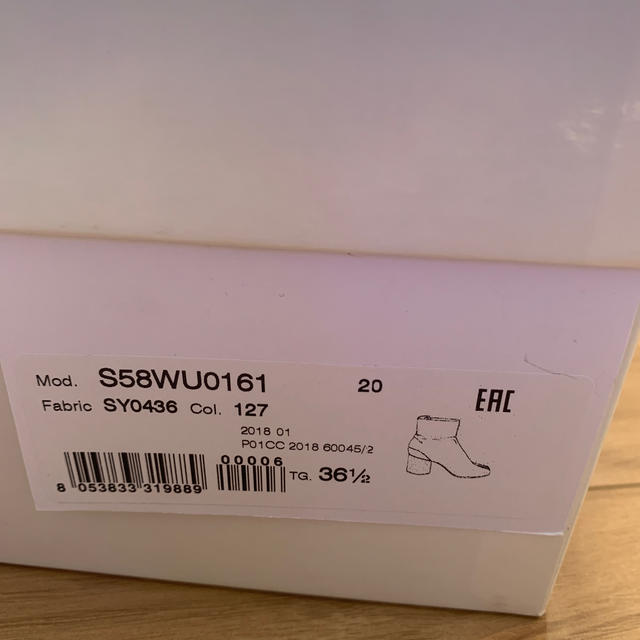 Mod. S58WU0161 20
EAC
Fabric SY0436 Col. 127
2018 01
P01CC 2018 60045/2
00006
8 053833 319889
TG. 36½